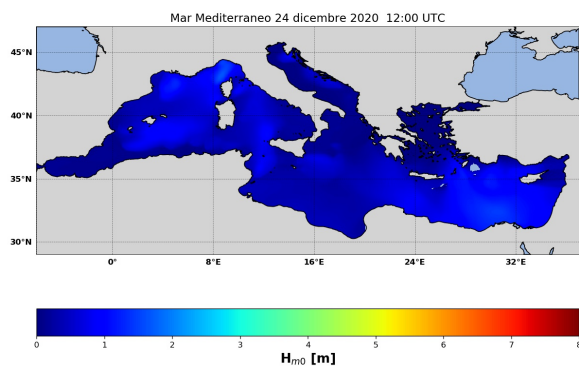 Mar Mediterraneo 24 dicembre 2020 12:00 UTC
45°N
40°N
35°N
30°N
0° 8°E 16°E 24°E 32°E
0 1 2 3 4 5 6 7 8
Hm0 [m]